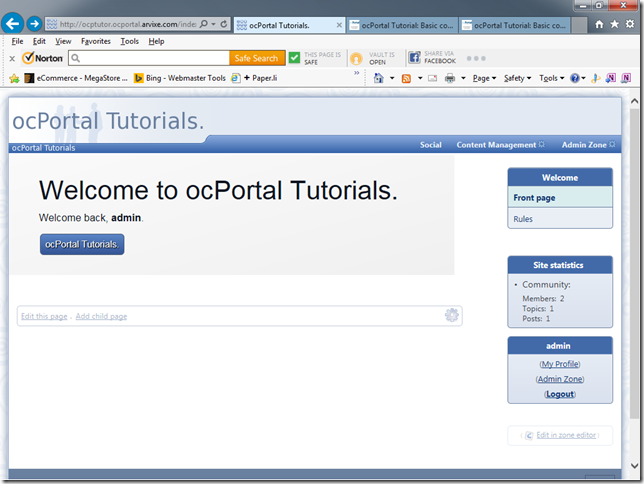 http://ocptutor.ocportal.arvixe.com/index
ocPortal Tutorials.
ocPortal Tutorial: Basic co...
ocPortal Tutorial: Basic co...
File Edit View Favorites Tools Help
Norton
Safe Search
THIS PAGE IS
SAFE
VAULT IS
OPEN
SHARE VIA
FACEBOOK
eCommerce - MegaStore ...
Bing - Webmaster Tools
+ Paper.li
Page
Safety
Tools
ocPortal Tutorials.
ocPortal Tutorials
Social
Content Management
Admin Zone
Welcome to ocPortal Tutorials.
Welcome back, admin.
ocPortal Tutorials.
Edit this page . Add child page
Welcome
Front page
Rules
Site statistics
• Community:
Members: 2
Topics: 1
Posts: 1
admin
(My Profile)
(Admin Zone)
(Logout)
( Edit in zone editor )